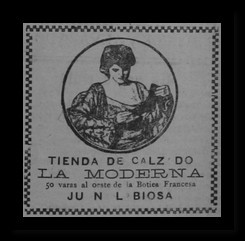 TIENDA DE CALZ DO
LA MODERNA
50 varas al oeste de la Botica Francesa
JU N L BIOSA